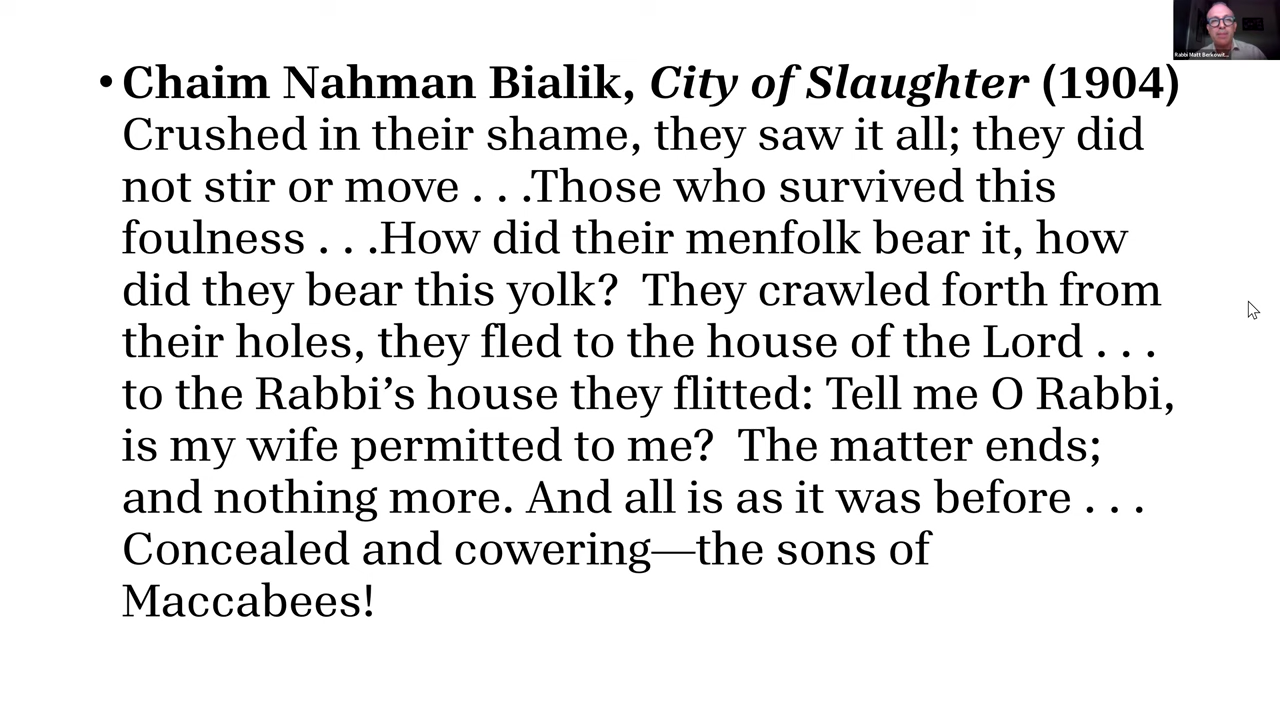 Rabbi Matt Berkowit...
• Chaim Nahman Bialik, City of Slaughter (1904)
Crushed in their shame, they saw it all; they did
not stir or move . . .Those who survived this
foulness . . .How did their menfolk bear it, how
did they bear this yolk?  They crawled forth from
their holes, they fled to the house of the Lord . . .
to the Rabbi’s house they flitted: Tell me O Rabbi,
is my wife permitted to me?  The matter ends;
and nothing more. And all is as it was before . . .
Concealed and cowering—the sons of
Maccabees!